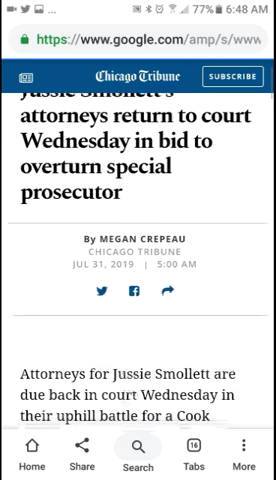 77% 6:48 AM
https://www.google.com/amp/s/www
Chicago Tribune
SUBSCRIBE
Jussie Smollett's
attorneys return to court
Wednesday in bid to
overturn special
prosecutor
By MEGAN CREPEAU
CHICAGO TRIBUNE
JUL 31, 2019 | 5:00 AM
Attorneys for Jussie Smollett are
due back in court Wednesday in
their uphill battle for a Cook
16
Home Share Search Tabs More